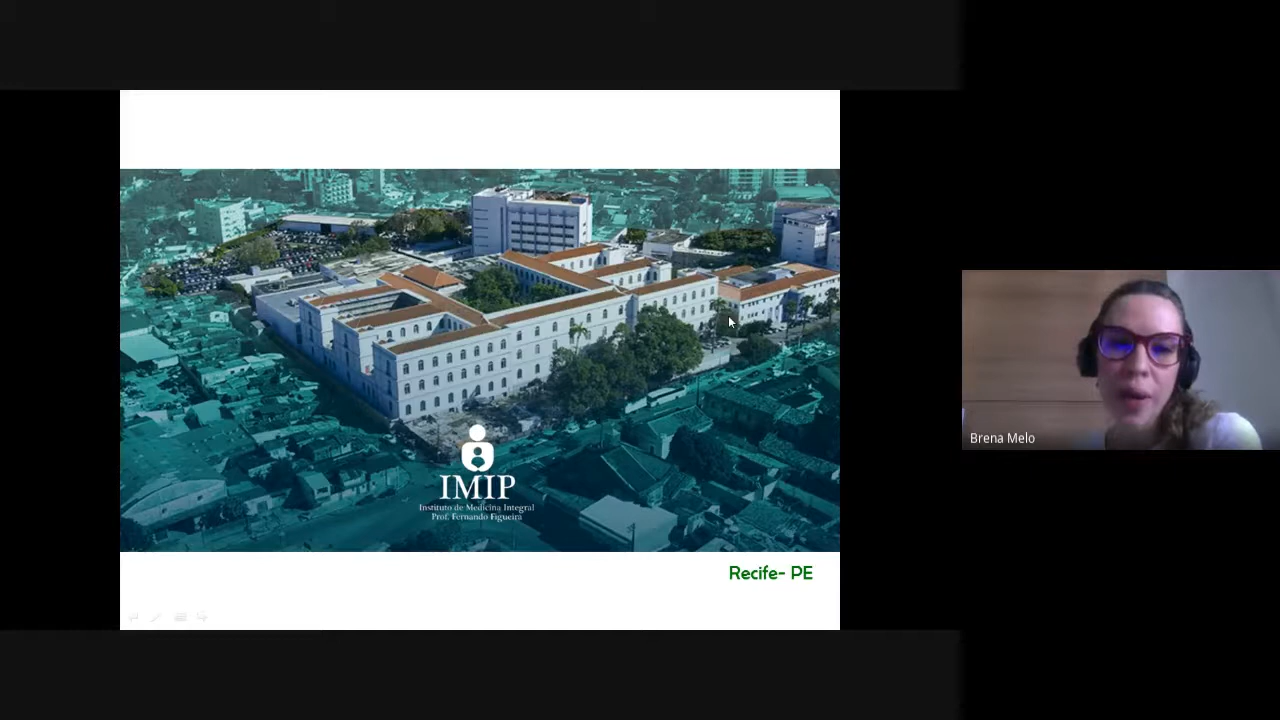 IMIP
Instituto de Medicina Integral
Prof. Fernando Figueira
Recife- PE
Brena Melo